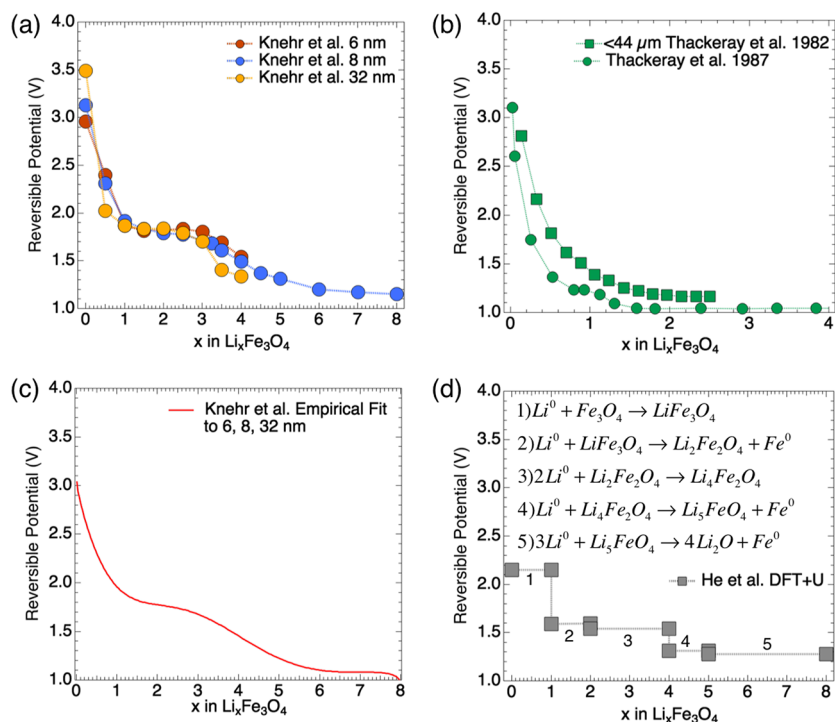 (a)
4.0
3.5
3.0
2.5
2.0
1.5
1.0
Reversible Potential (V)
Knehr et al. 6 nm
Knehr et al. 8 nm
Knehr et al. 32 nm
0 1 2 3 4 5 6 7 8
x in LiₓFe₃O₄
(b)
4.0
3.5
3.0
2.5
2.0
1.5
1.0
Reversible Potential (V)
<44 µm Thackeray et al. 1982
Thackeray et al. 1987
0 1 2 3 4
x in LiₓFe₃O₄
(c)
4.0
3.5
3.0
2.5
2.0
1.5
1.0
Reversible Potential (V)
Knehr et al. Empirical Fit
to 6, 8, 32 nm
0 1 2 3 4 5 6 7 8
x in LiₓFe₃O₄
(d)
4.0
3.5
3.0
2.5
2.0
1.5
1.0
Reversible Potential (V)
1)Li⁰ + Fe₃O₄ → LiFe₃O₄
2)Li⁰ + LiFe₃O₄ → Li₂Fe₂O₄ + Fe⁰
3)2Li⁰ + Li₂Fe₂O₄ → Li₄Fe₂O₄
4)Li⁰ + Li₄Fe₂O₄ → Li₅FeO₄ + Fe⁰
5)3Li⁰ + Li₅FeO₄ → 4Li₂O + Fe⁰
He et al. DFT+U
1
2
3
4
5
0 1 2 3 4 5 6 7 8
x in LiₓFe₃O₄